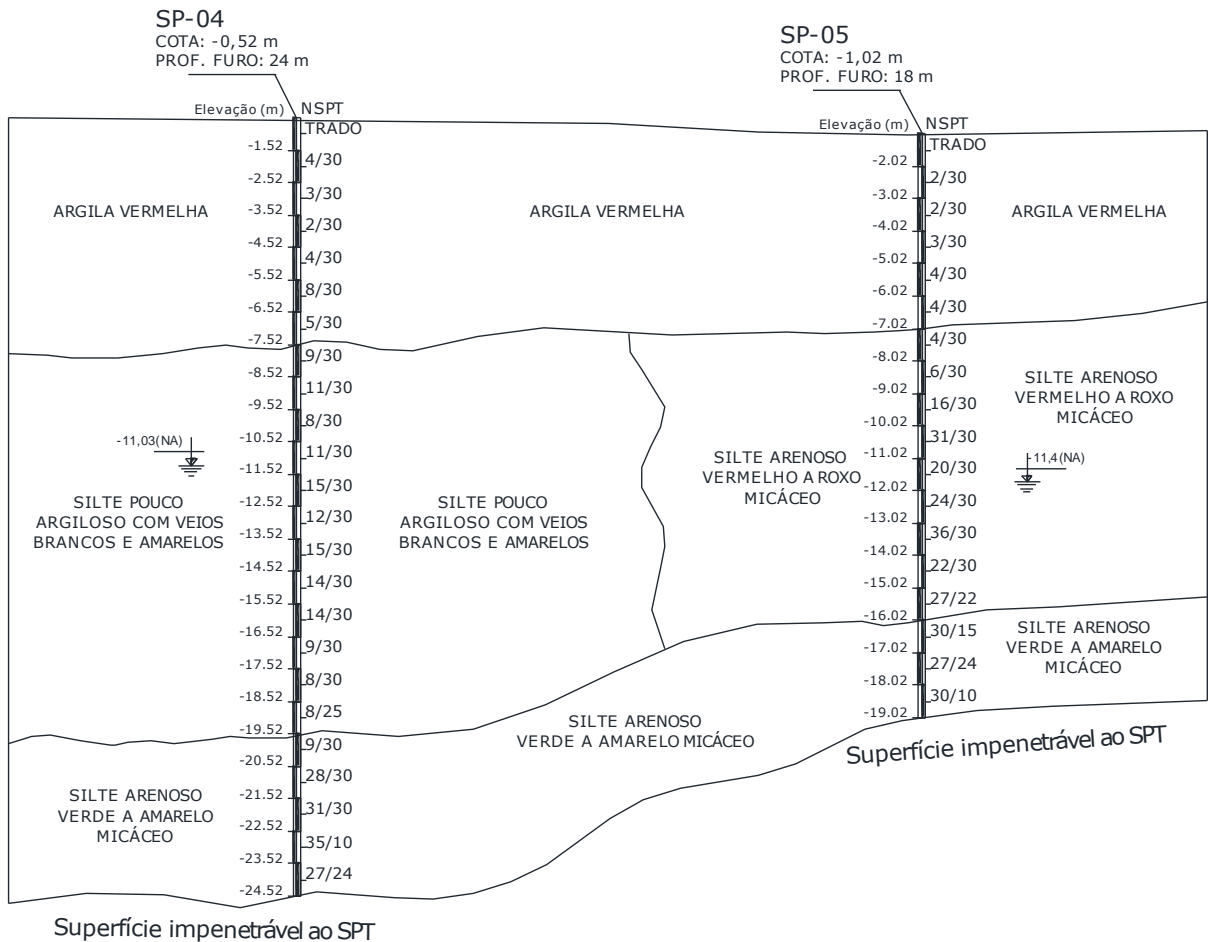 SP-04
COTA: -0,52 m
PROF. FURO: 24 m
Elevação (m)
NSPT
TRADO
-1.52
4/30
-2.52
3/30
-3.52
2/30
-4.52
4/30
-5.52
8/30
-6.52
5/30
-7.52
9/30
-8.52
11/30
-9.52
8/30
-10.52
11/30
-11.52
15/30
-12.52
12/30
-13.52
15/30
-14.52
14/30
-15.52
14/30
-16.52
9/30
-17.52
8/30
-18.52
8/25
-19.52
9/30
-20.52
28/30
-21.52
31/30
-22.52
35/10
-23.52
27/24
-24.52
SP-05
COTA: -1,02 m
PROF. FURO: 18 m
Elevação (m)
NSPT
TRADO
-2.02
2/30
-3.02
2/30
-4.02
3/30
-5.02
4/30
-6.02
4/30
-7.02
4/30
-8.02
6/30
-9.02
16/30
-10.02
31/30
-11.02
20/30
-12.02
24/30
-13.02
36/30
-14.02
22/30
-15.02
27/22
-16.02
30/15
-17.02
27/24
-18.02
30/10
-19.02
ARGILA VERMELHA
ARGILA VERMELHA
ARGILA VERMELHA
-11,03(NA)
SILTE POUCO
ARGILOSO COM VEIOS
BRANCOS E AMARELOS
SILTE POUCO
ARGILOSO COM VEIOS
BRANCOS E AMARELOS
SILTE ARENOSO
VERMELHO A ROXO
MICÁCEO
SILTE ARENOSO
VERMELHO A ROXO
MICÁCEO
-11,4(NA)
SILTE ARENOSO
VERDE A AMARELO
MICÁCEO
SILTE ARENOSO
VERDE A AMARELO MICÁCEO
SILTE ARENOSO
VERDE A AMARELO
MICÁCEO
Superfície impenetrável ao SPT
Superfície impenetrável ao SPT